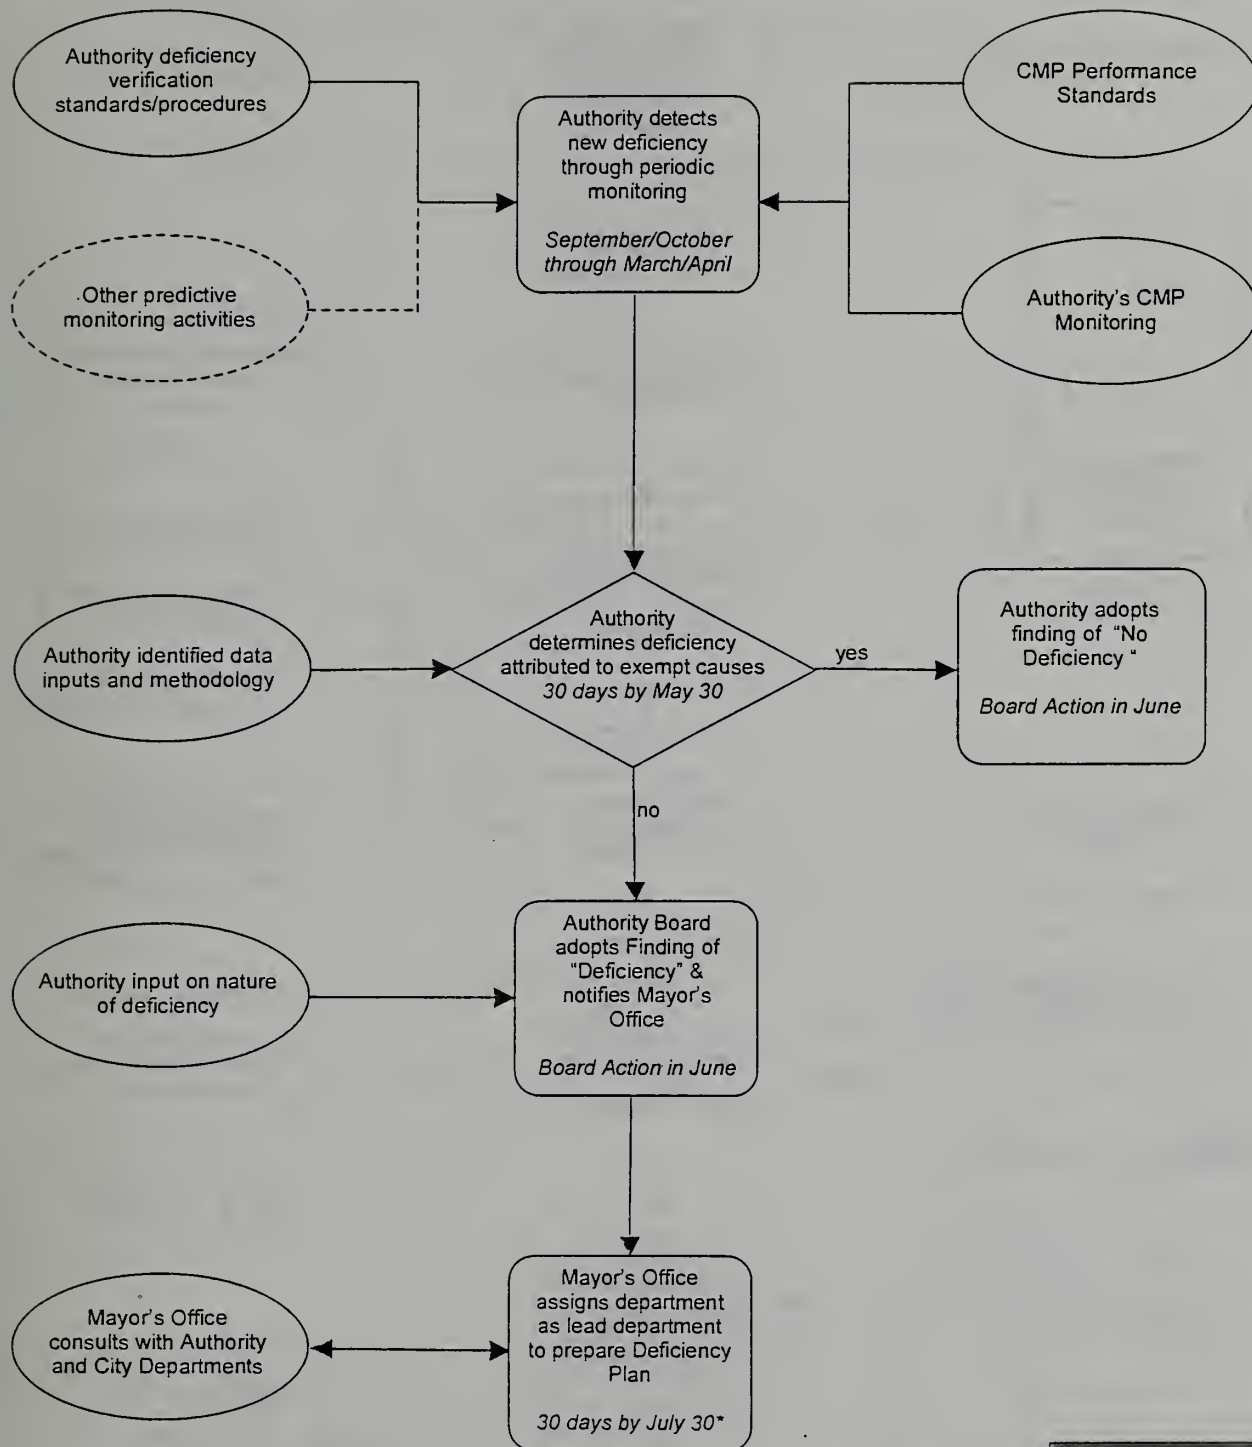 Authority deficiency
verification
standards/procedures
CMP Performance
Standards
Authority detects
new deficiency
through periodic
monitoring
September/October
through March/April
Other predictive
monitoring activities
Authority's CMP
Monitoring
Authority
determines deficiency
attributed to exempt causes
30 days by May 30
yes
Authority adopts
finding of "No
Deficiency "
Board Action in June
Authority identified data
inputs and methodology
no
Authority Board
adopts Finding of
"Deficiency" &
notifies Mayor's
Office
Board Action in June
Authority input on nature
of deficiency
Mayor's Office
assigns department
as lead department
to prepare Deficiency
Plan
30 days by July 30*
Mayor's Office
consults with Authority
and City Departments